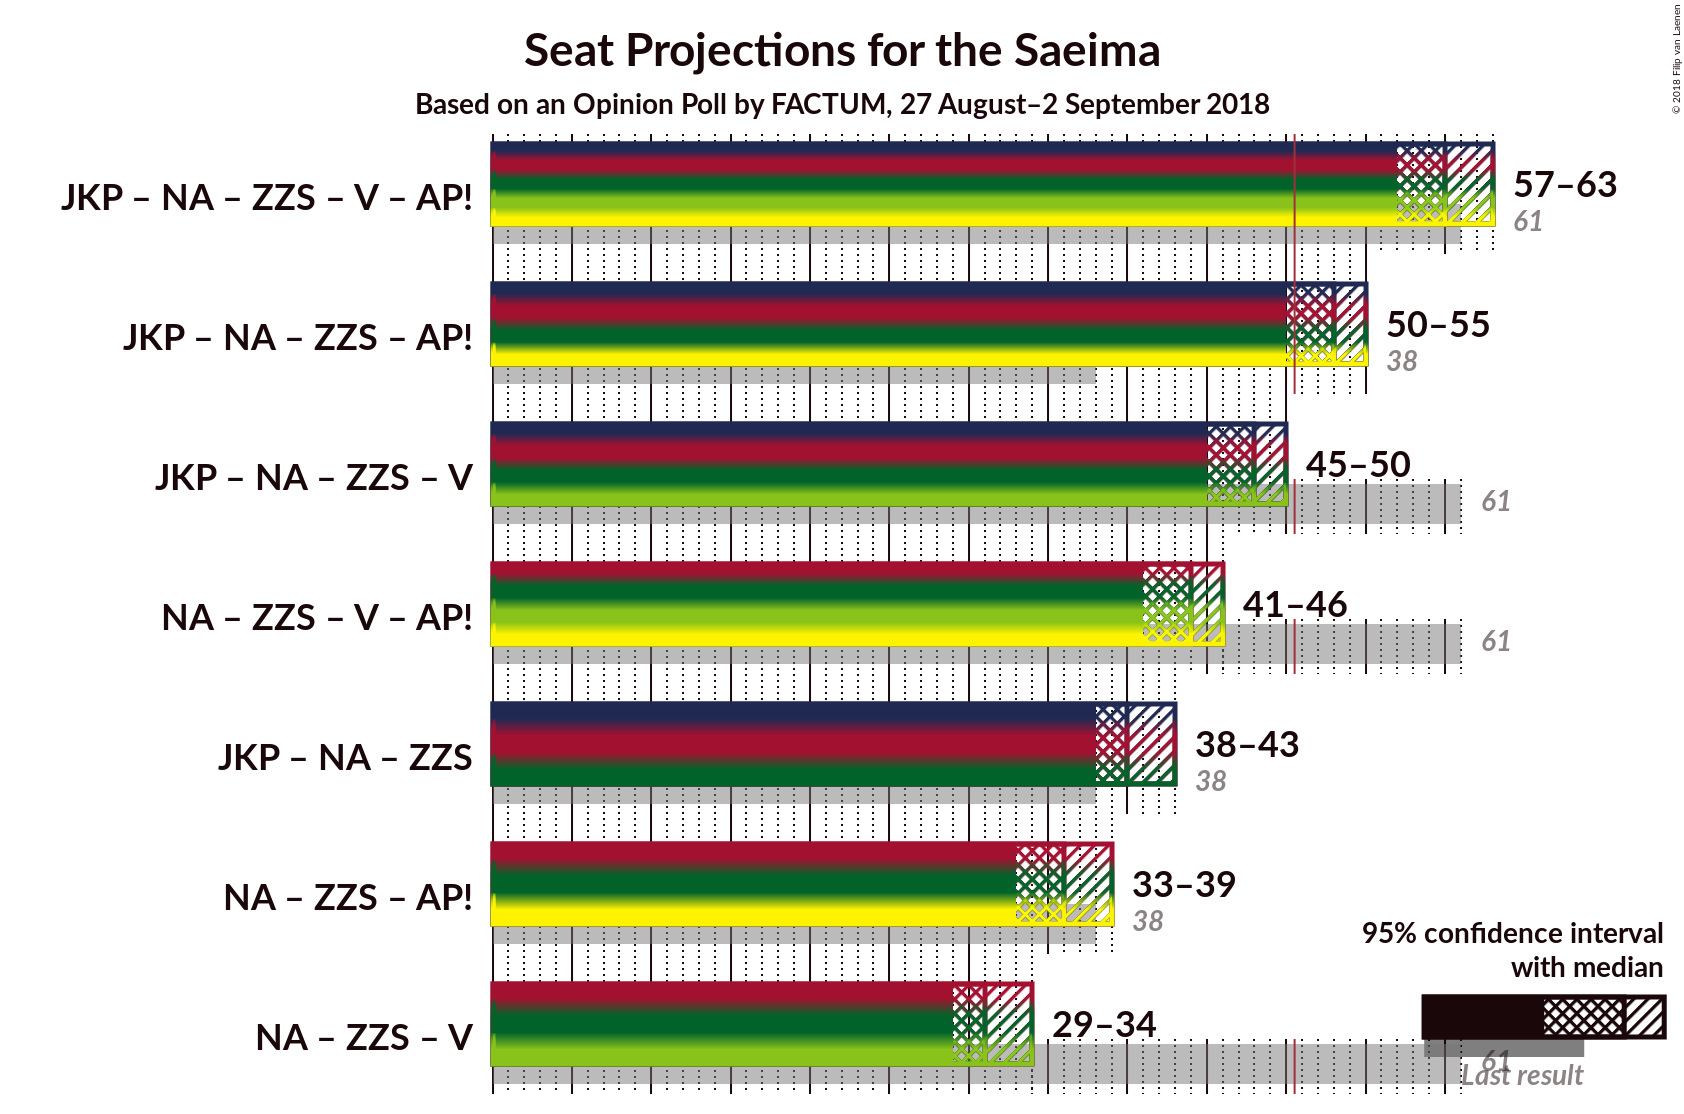 Seat Projections for the Saeima
Based on an Opinion Poll by FACTUM, 27 August–2 September 2018
© 2018 Filip van Laenen
JKP – NA – ZZS – V – AP!
57–63
61
JKP – NA – ZZS – AP!
50–55
38
JKP – NA – ZZS – V
45–50
61
NA – ZZS – V – AP!
41–46
61
JKP – NA – ZZS
38–43
38
NA – ZZS – AP!
33–39
38
NA – ZZS – V
29–34
61
95% confidence interval
with median
Last result